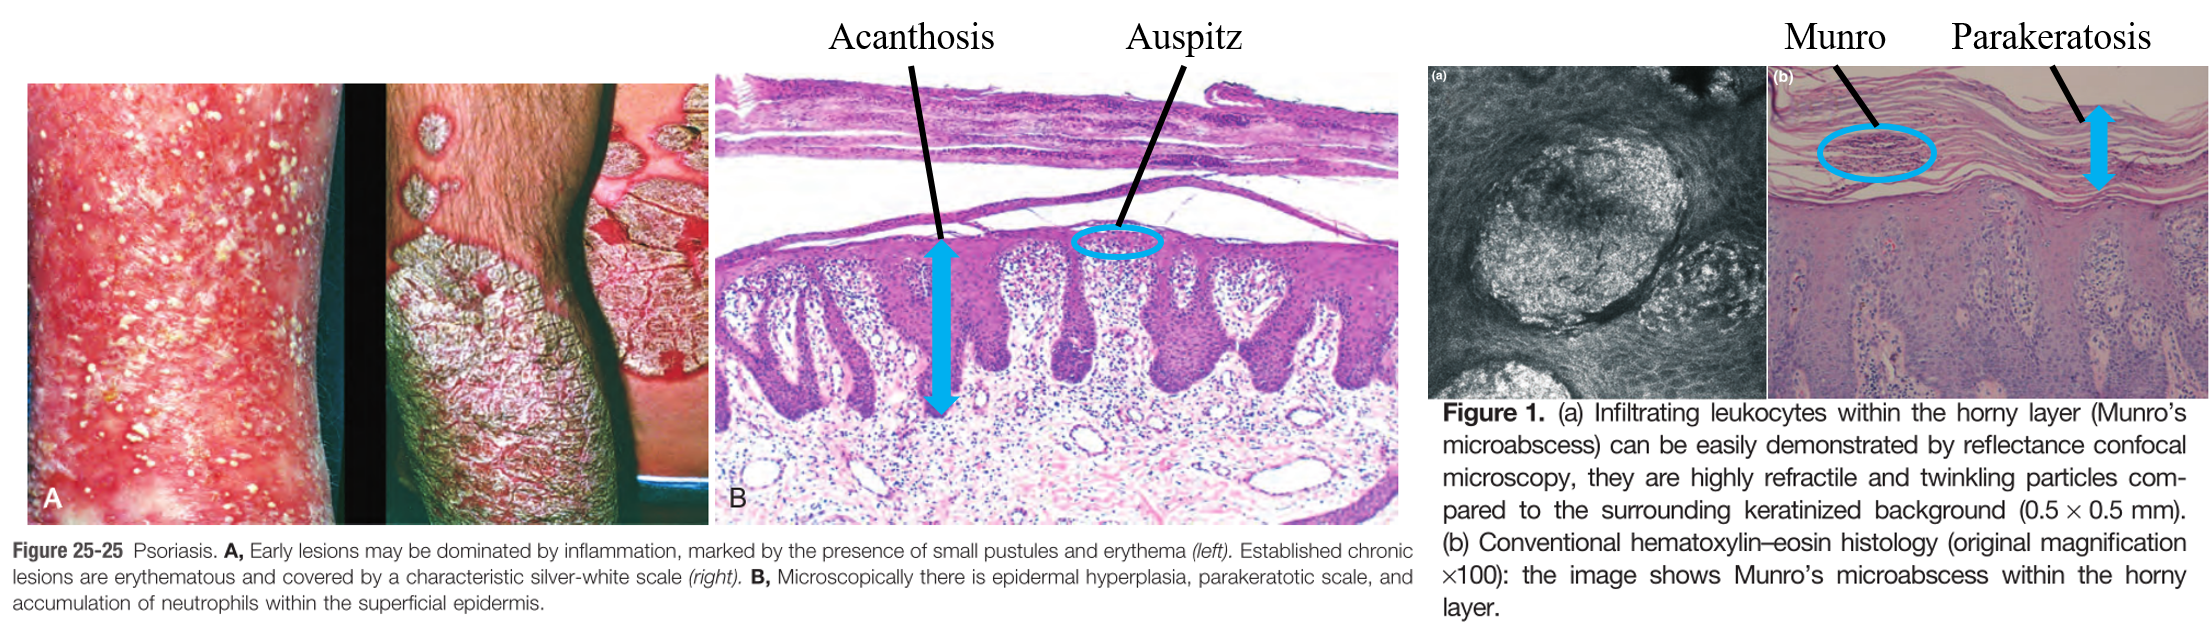 Acanthosis
Auspitz
Munro
Parakeratosis
A
B
Figure 25-25 Psoriasis. A, Early lesions may be dominated by inflammation, marked by the presence of small pustules and erythema (left). Established chronic
lesions are erythematous and covered by a characteristic silver-white scale (right). B, Microscopically there is epidermal hyperplasia, parakeratotic scale, and
accumulation of neutrophils within the superficial epidermis.
(a)
(b)
Figure 1. (a) Infiltrating leukocytes within the horny layer (Munro's
microabscess) can be easily demonstrated by reflectance confocal
microscopy, they are highly refractile and twinkling particles com-
pared to the surrounding keratinized background (0.5 × 0.5 mm).
(b) Conventional hematoxylin–eosin histology (original magnification
×100): the image shows Munro's microabscess within the horny
layer.